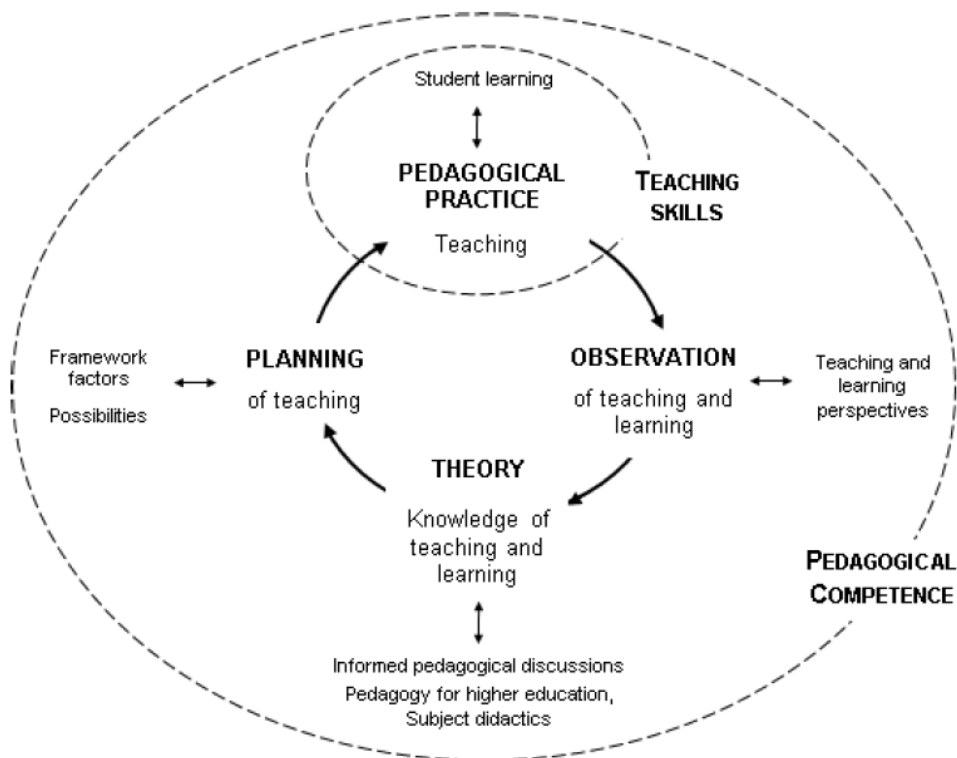 Student learning
PEDAGOGICAL
PRACTICE
Teaching
TEACHING
SKILLS
Framework
factors
Possibilities
PLANNING
of teaching
OBSERVATION
of teaching and
learning
Teaching and
learning
perspectives
THEORY
Knowledge of
teaching and
learning
PEDAGOGICAL
COMPETENCE
Informed pedagogical discussions
Pedagogy for higher education,
Subject didactics